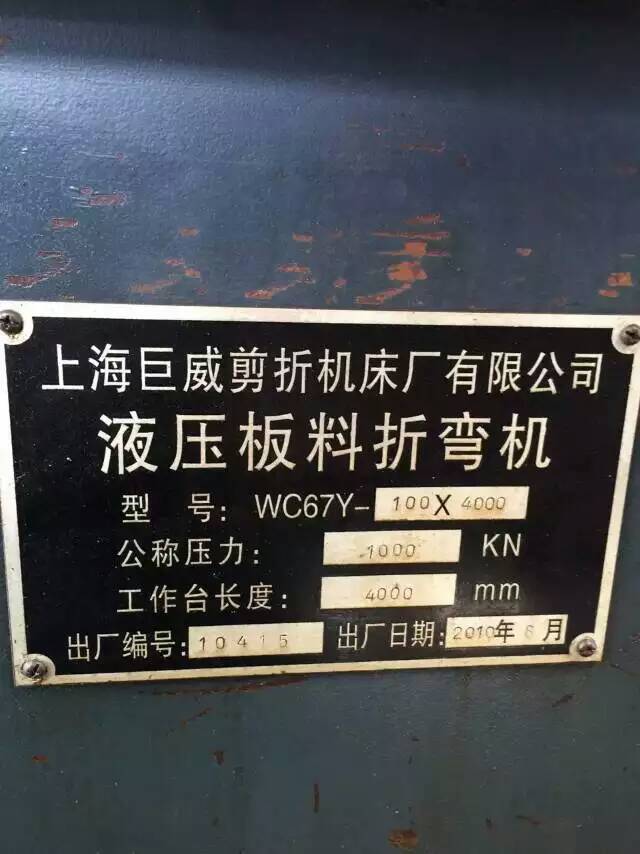 上海巨威剪折机床厂有限公司
液压板料折弯机
型 号: WC67Y-100X4000
公称压力: 1000 KN
工作台长度: 4000 mm
出厂编号: 10415 出厂日期: 2010年6月